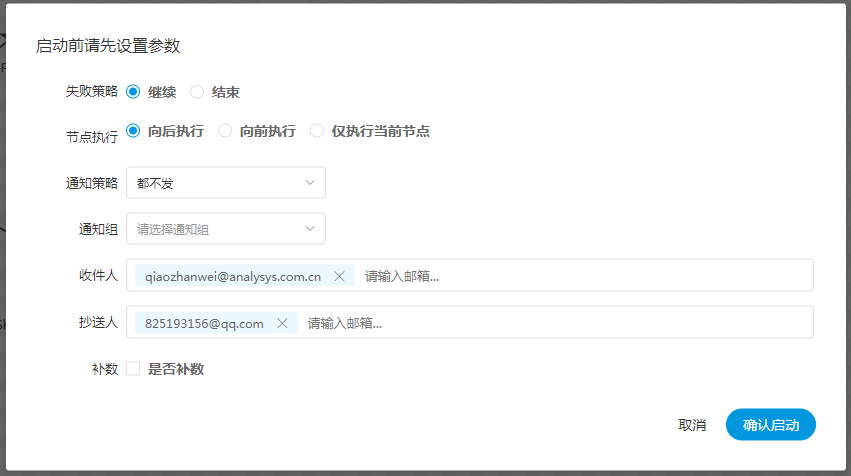 启动前请先设置参数
失败策略 继续 结束
节点执行 向后执行 向前执行 仅执行当前节点
通知策略 都不发
通知组 请选择通知组
收件人 qiaozhanwei@analysys.com.cn 请输入邮箱...
抄送人 825193156@qq.com 请输入邮箱...
补数 是否补数
取消 确认启动